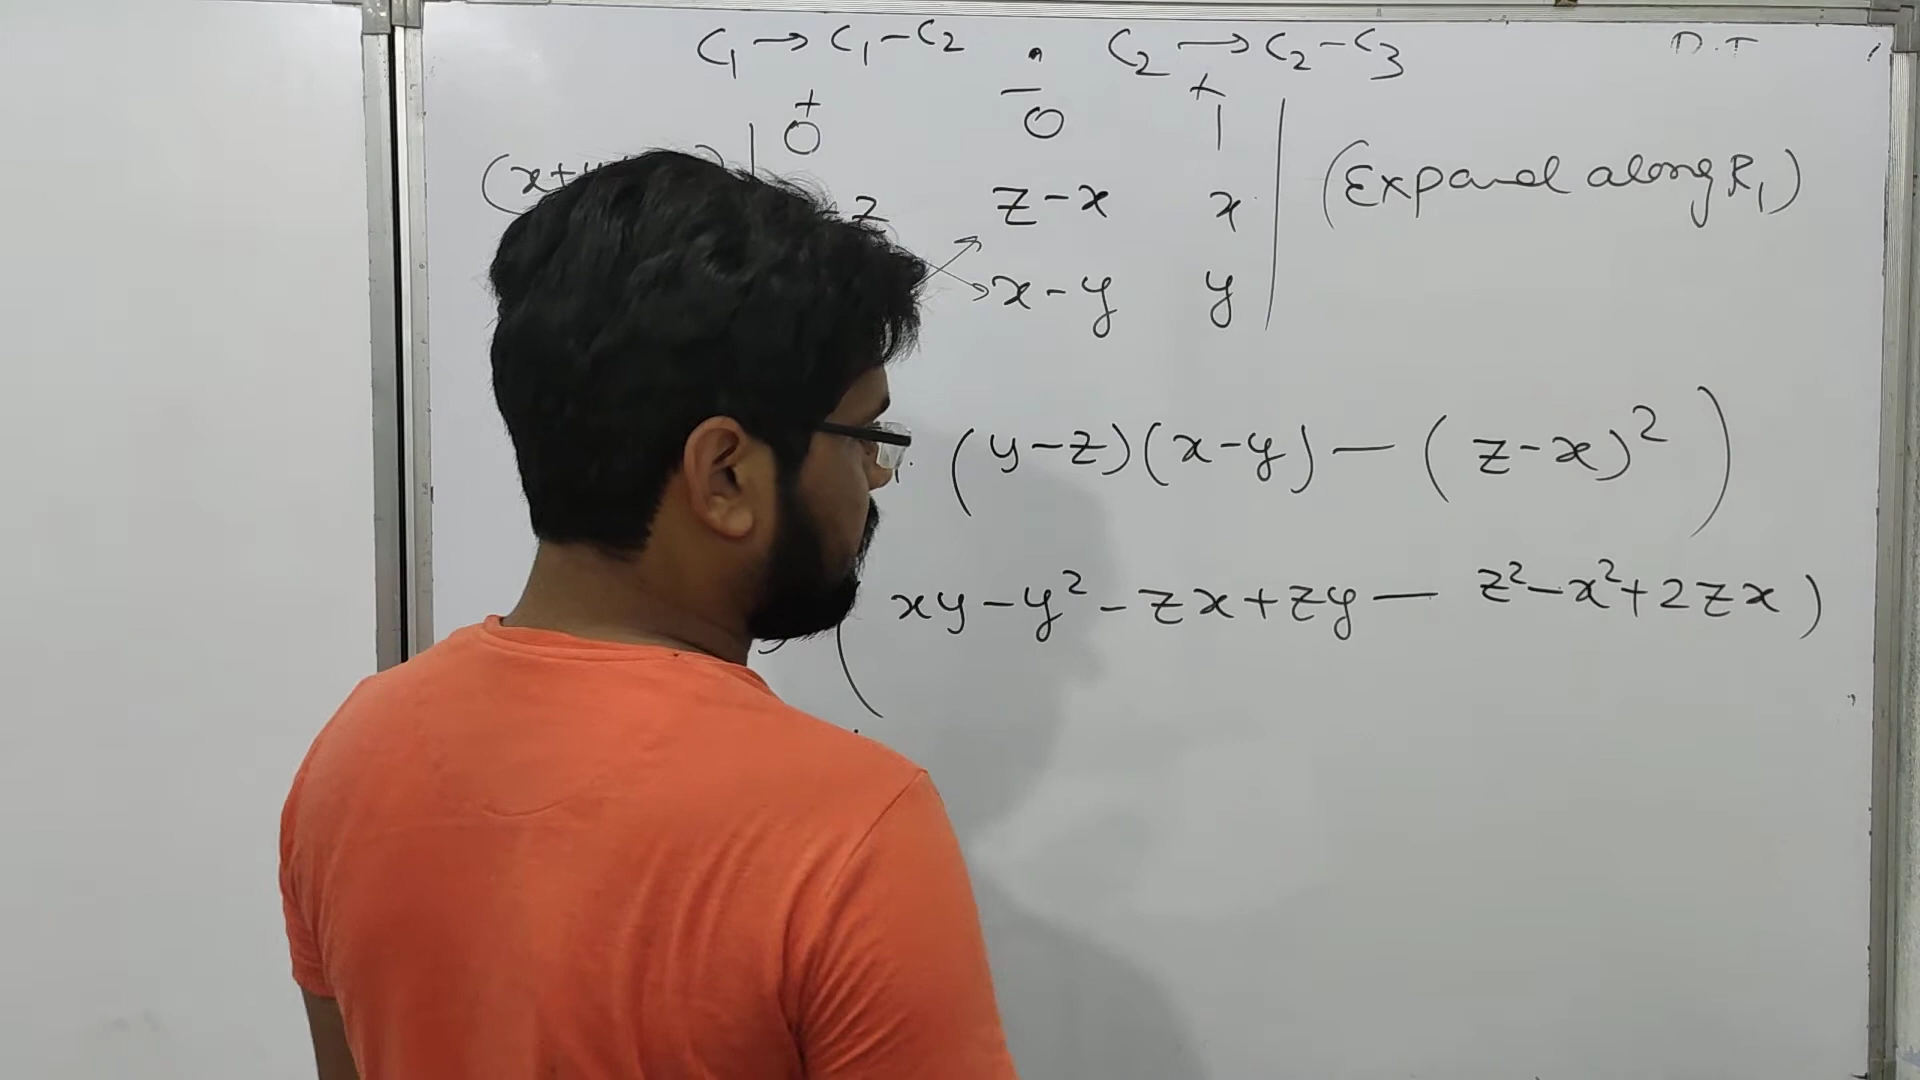 C₁ → C₁ - C₂ . C₂ → C₂ - C₃
+ - +
0 0 1
(x+ z z-x x (Expand along R₁)
x-y y
(y-z)(x-y) - (z-x)²)
(xy - y² - zx + zy - z² - x² + 2zx)